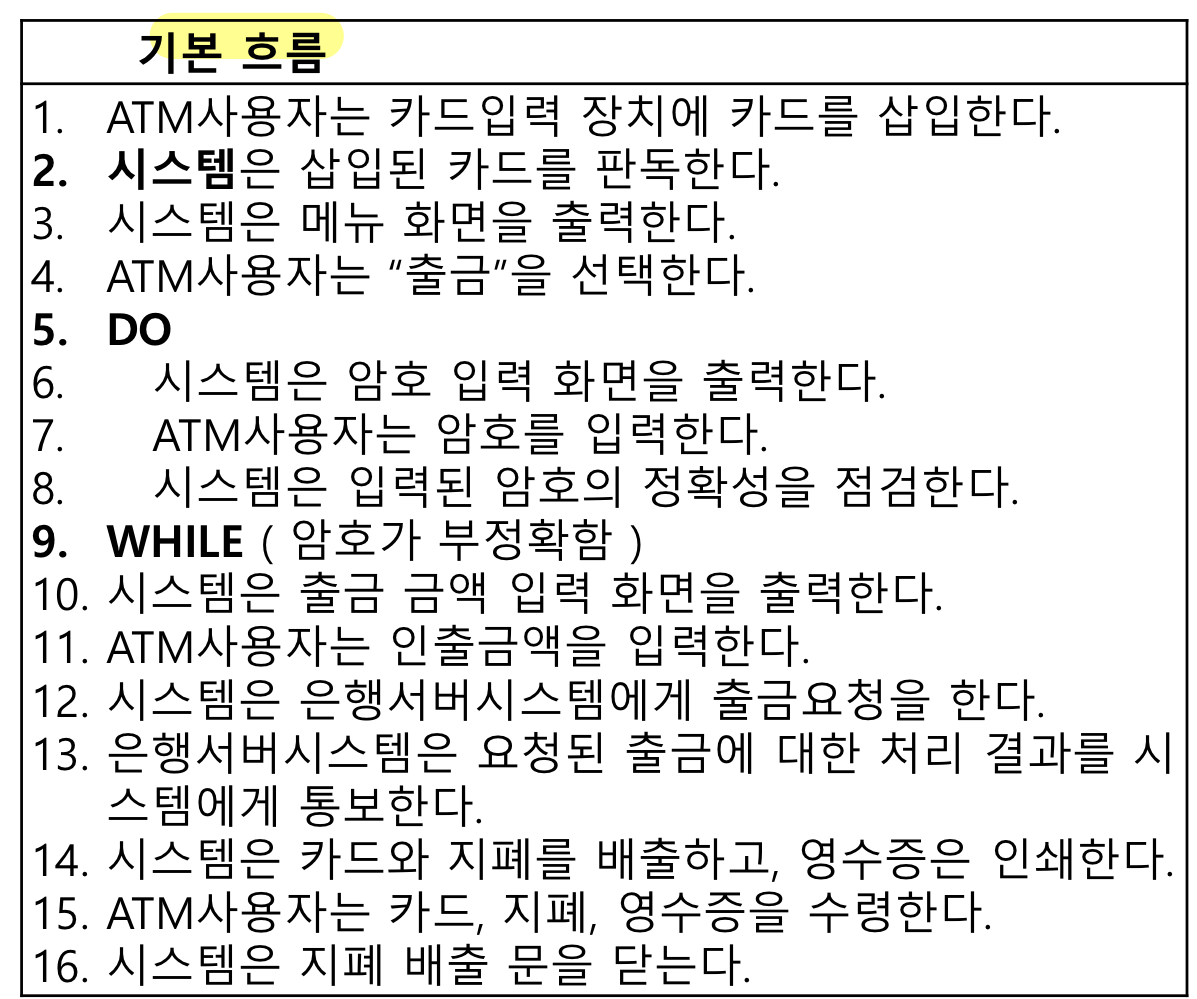 기본 흐름
1. ATM사용자는 카드입력 장치에 카드를 삽입한다.
2. 시스템은 삽입된 카드를 판독한다.
3. 시스템은 메뉴 화면을 출력한다.
4. ATM사용자는 “출금”을 선택한다.
5. DO
6. 시스템은 암호 입력 화면을 출력한다.
7. ATM사용자는 암호를 입력한다.
8. 시스템은 입력된 암호의 정확성을 점검한다.
9. WHILE ( 암호가 부정확함 )
10. 시스템은 출금 금액 입력 화면을 출력한다.
11. ATM사용자는 인출금액을 입력한다.
12. 시스템은 은행서버시스템에게 출금요청을 한다.
13. 은행서버시스템은 요청된 출금에 대한 처리 결과를 시
스템에게 통보한다.
14. 시스템은 카드와 지폐를 배출하고, 영수증은 인쇄한다.
15. ATM사용자는 카드, 지폐, 영수증을 수령한다.
16. 시스템은 지폐 배출 문을 닫는다.